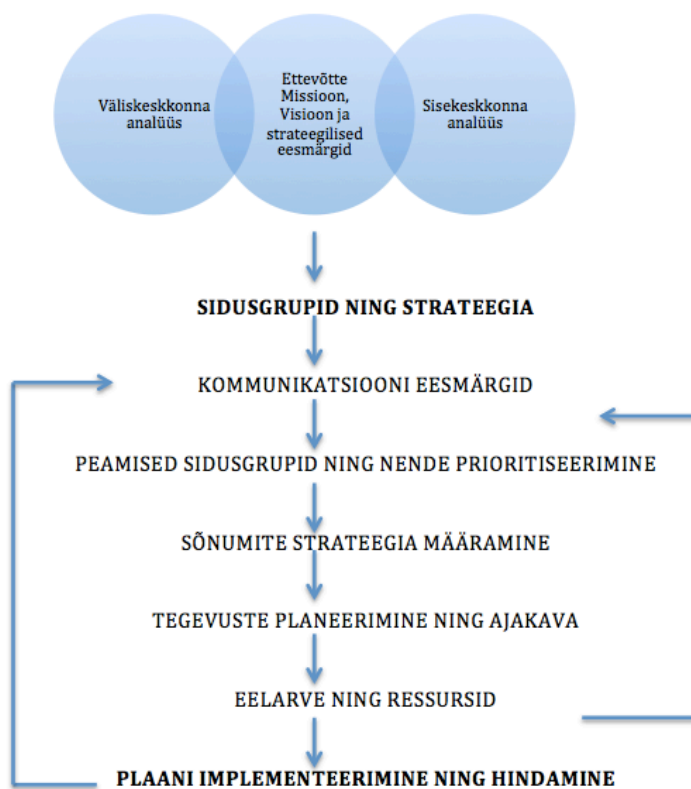 Väliskeskkonna
analüüs
Ettevõtte
Missioon,
Visioon ja
strateegilised
eesmärgid
Sisekeskkonna
analüüs
SIDUSGRUPID NING STRATEEGIA
KOMMUNIKATSIOONI EESMÄRGID
PEAMISED SIDUSGRUPID NING NENDE PRIORITISEERIMINE
SÕNUMITE STRATEEGIA MÄÄRAMINE
TEGEVUSTE PLANEERIMINE NING AJAKAVA
EELARVE NING RESSURSID
PLAANI IMPLEMENTEERIMINE NING HINDAMINE